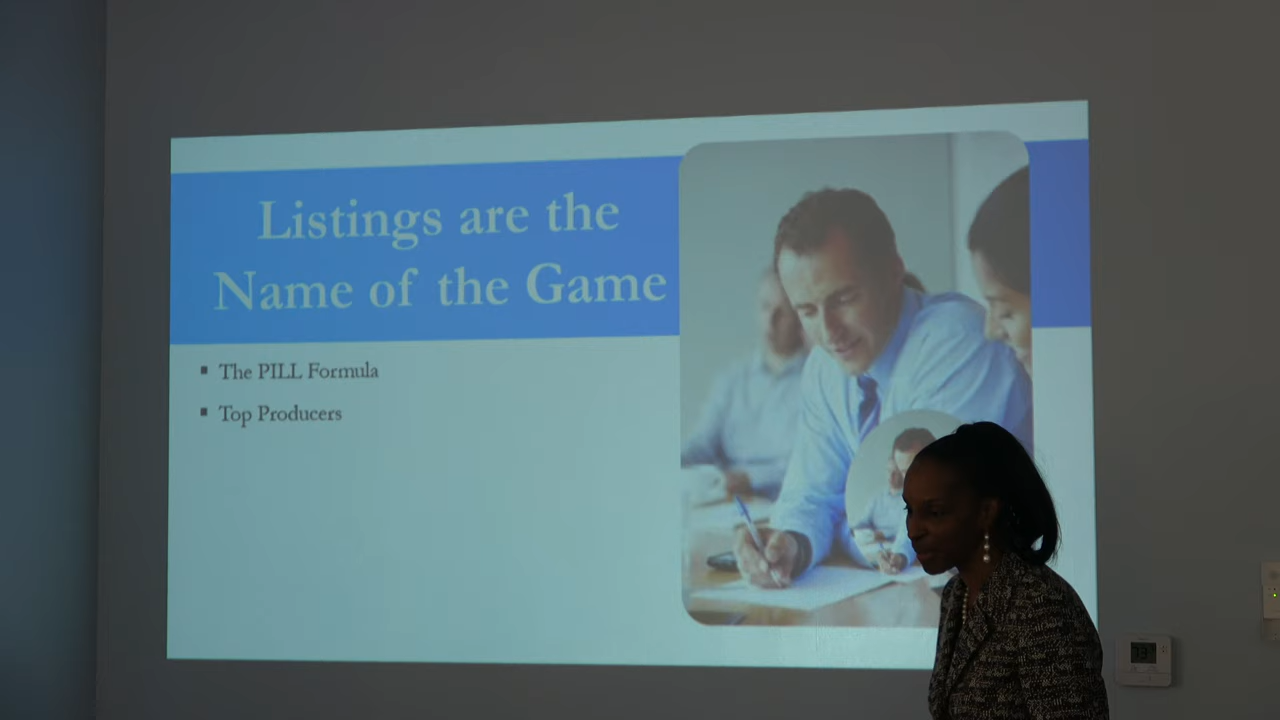 Listings are the
Name of the Game
▪ The PILL Formula
▪ Top Producers